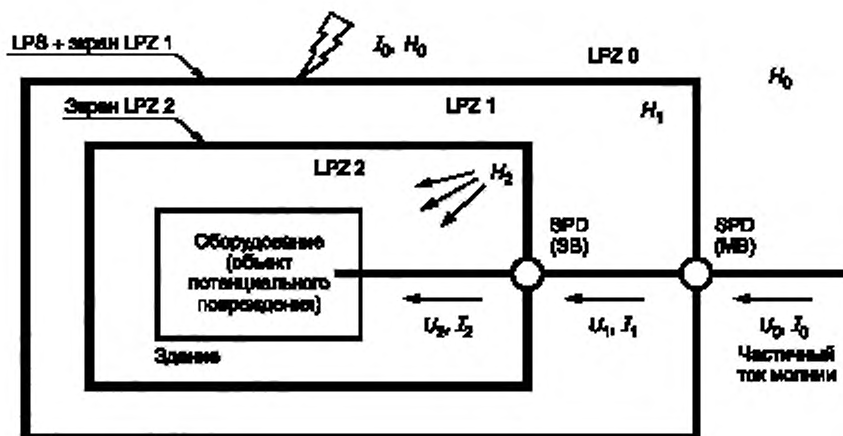 LPS + экран LPZ 1
I₀, H₀
LPZ 0
H₀
Экран LPZ 2
LPZ 1
H₁
LPZ 2
H₂
SPD
(SB)
SPD
(MB)
Оборудование
(объект
потенциального
повреждения)
U₂, I₂
U₁, I₁
U₀, I₀
Здание
Частичный
ток молнии